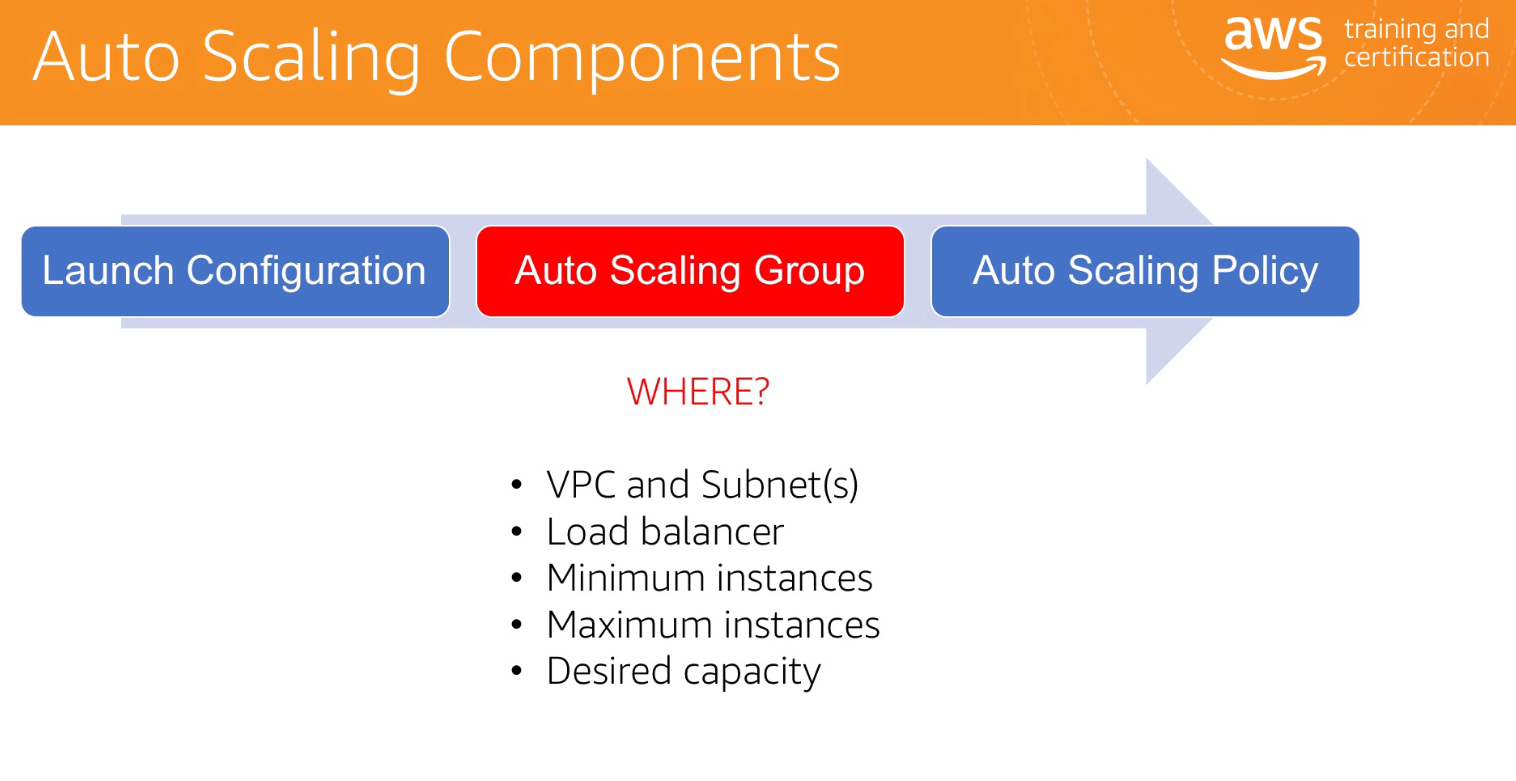 Auto Scaling Components
aws training and
certification
Launch Configuration
Auto Scaling Group
Auto Scaling Policy
WHERE?
• VPC and Subnet(s)
• Load balancer
• Minimum instances
• Maximum instances
• Desired capacity